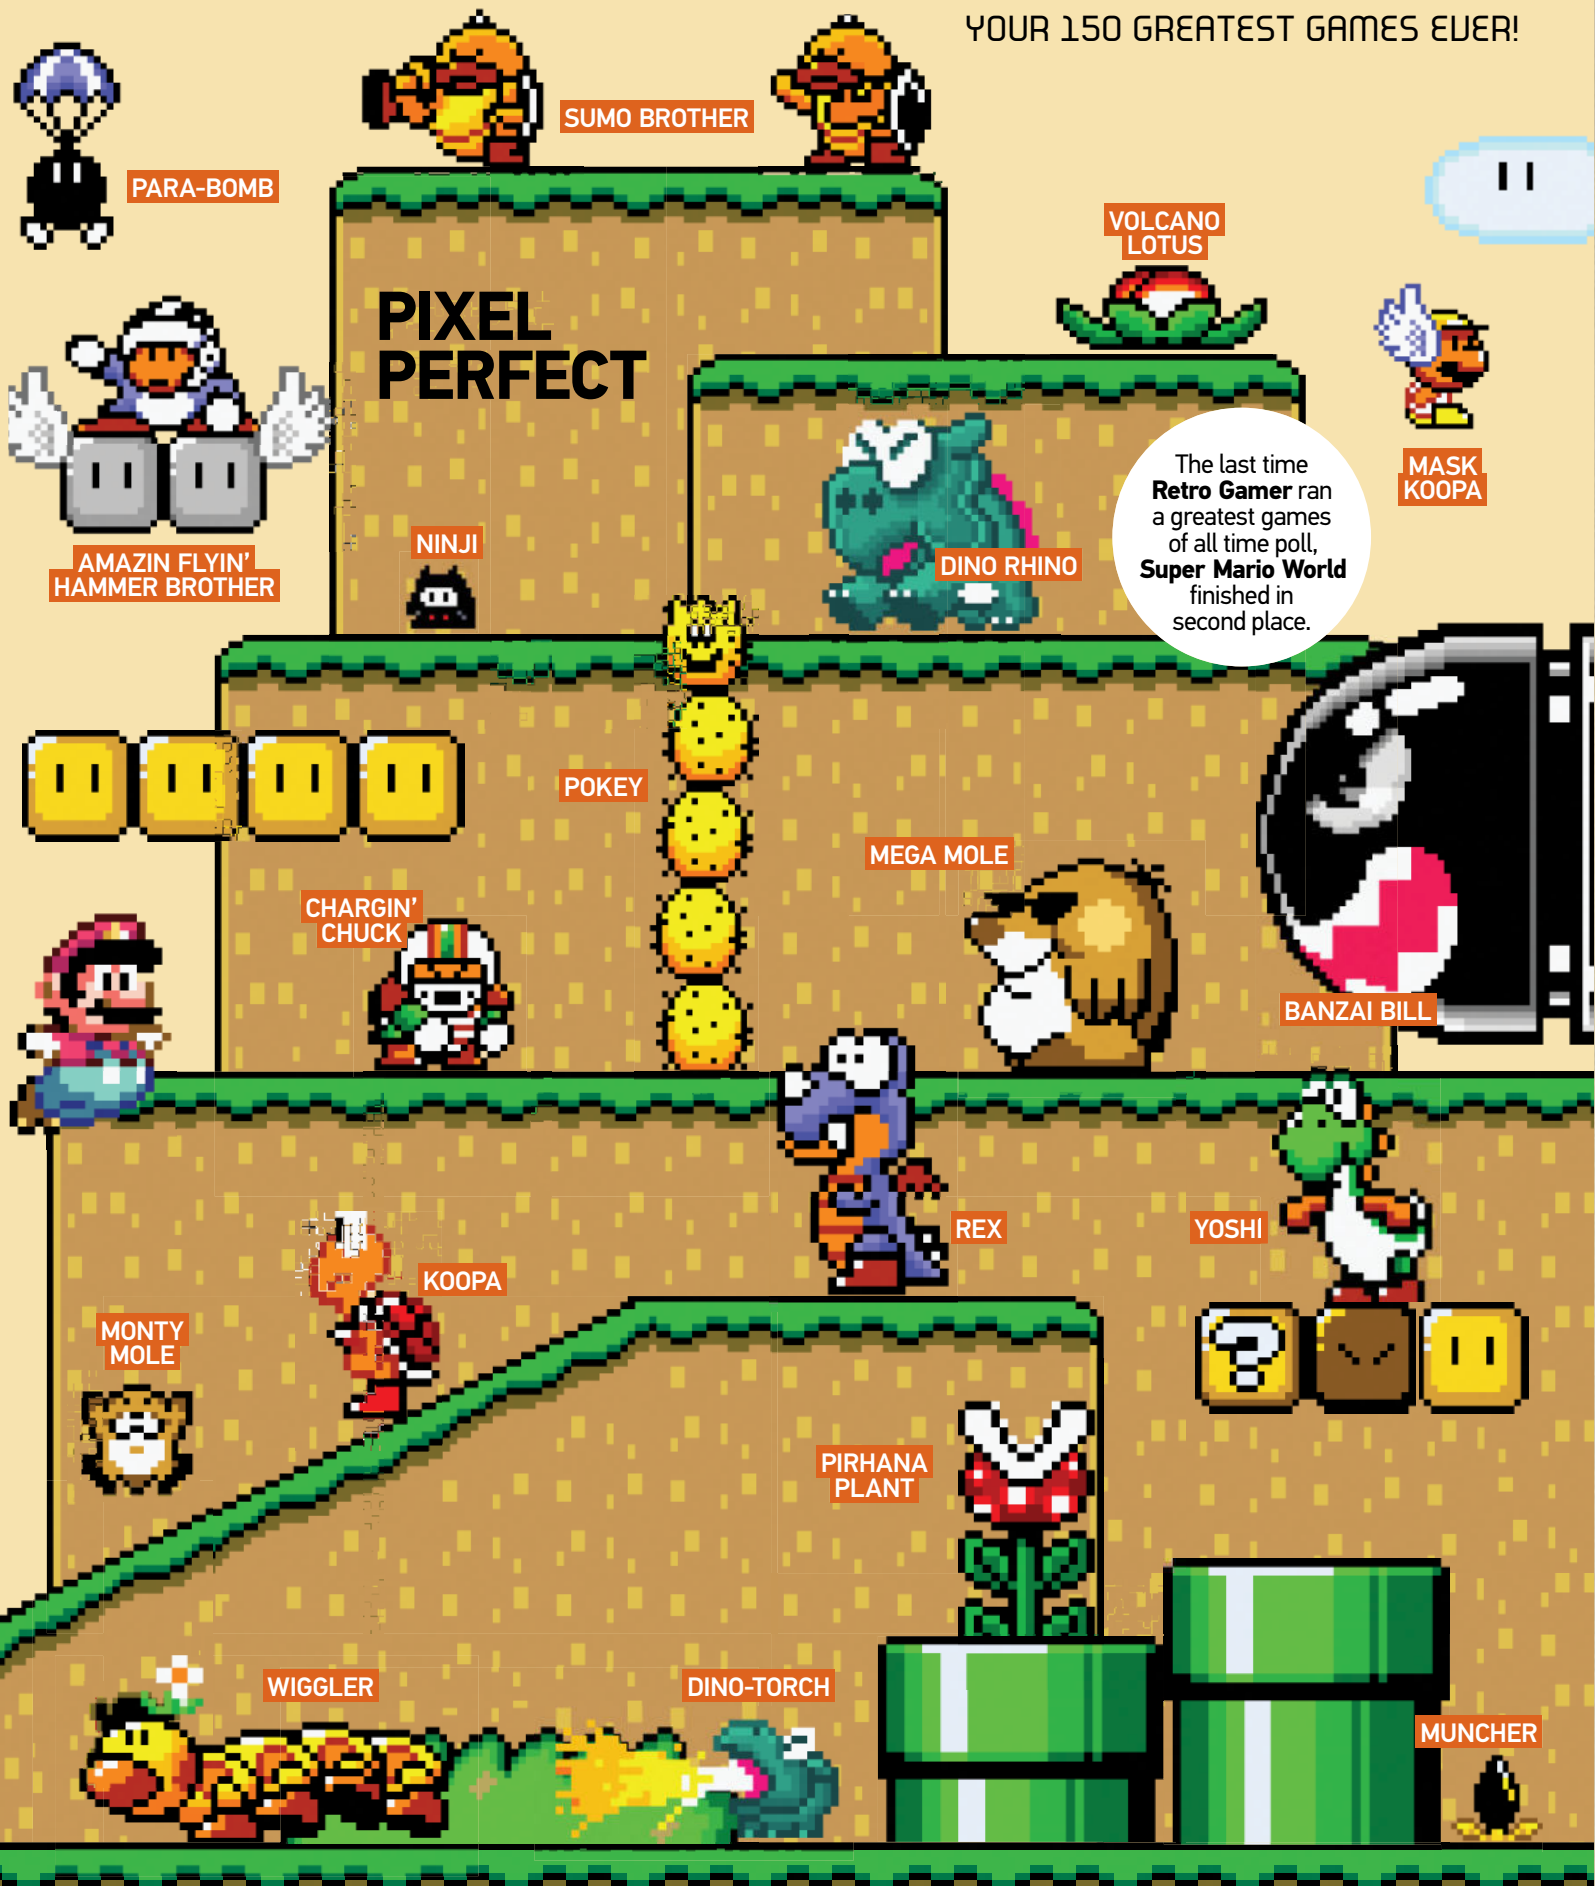 YOUR 150 GREATEST GAMES EVER!
SUMO BROTHER
PARA-BOMB
VOLCANO
LOTUS
PIXEL
PERFECT
MASK
KOOPA
The last time
Retro Gamer ran
a greatest games
of all time poll,
Super Mario World
finished in
second place.
AMAZIN FLYIN’
HAMMER BROTHER
NINJI
DINO RHINO
POKEY
MEGA MOLE
CHARGIN’
CHUCK
BANZAI BILL
REX
YOSHI
KOOPA
MONTY
MOLE
?
PIRHANA
PLANT
WIGGLER
DINO-TORCH
MUNCHER